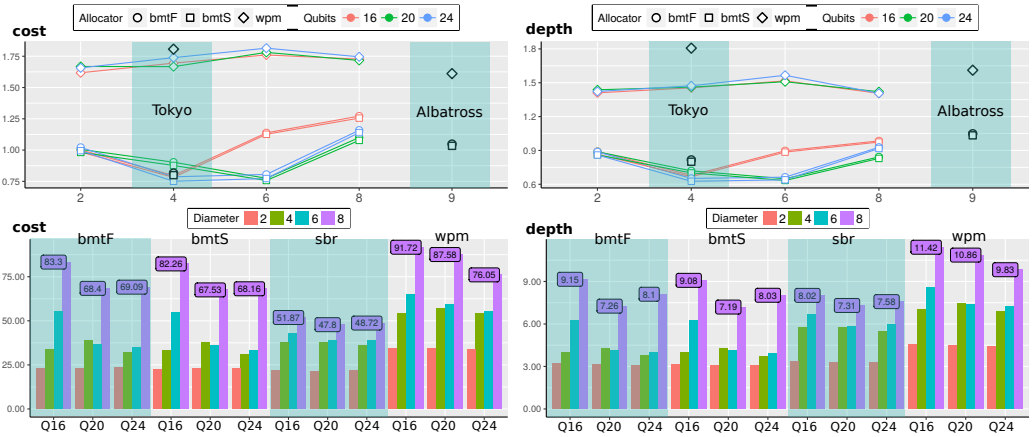 Allocator bmtF bmtS wpm Qubits 16 20 24
cost
1.75
1.50
1.25
1.00
0.75
Tokyo
Albatross
2 4 6 8 9
Allocator bmtF bmtS wpm Qubits 16 20 24
depth
1.8
1.5
1.2
0.9
0.6
Tokyo
Albatross
2 4 6 8 9
Diameter 2 4 6 8
cost
bmtF bmtS sbr wpm
75.00
50.00
25.00
0.00
83.3 68.4 69.09 82.26 67.53 68.16 51.87 47.8 48.72 91.72 87.58 76.05
Q16 Q20 Q24 Q16 Q20 Q24 Q16 Q20 Q24 Q16 Q20 Q24
Diameter 2 4 6 8
depth
bmtF bmtS sbr wpm
9.00
6.00
3.00
0.00
9.15 7.26 8.1 9.08 7.19 8.03 8.02 7.31 7.58 11.42 10.86 9.83
Q16 Q20 Q24 Q16 Q20 Q24 Q16 Q20 Q24 Q16 Q20 Q24